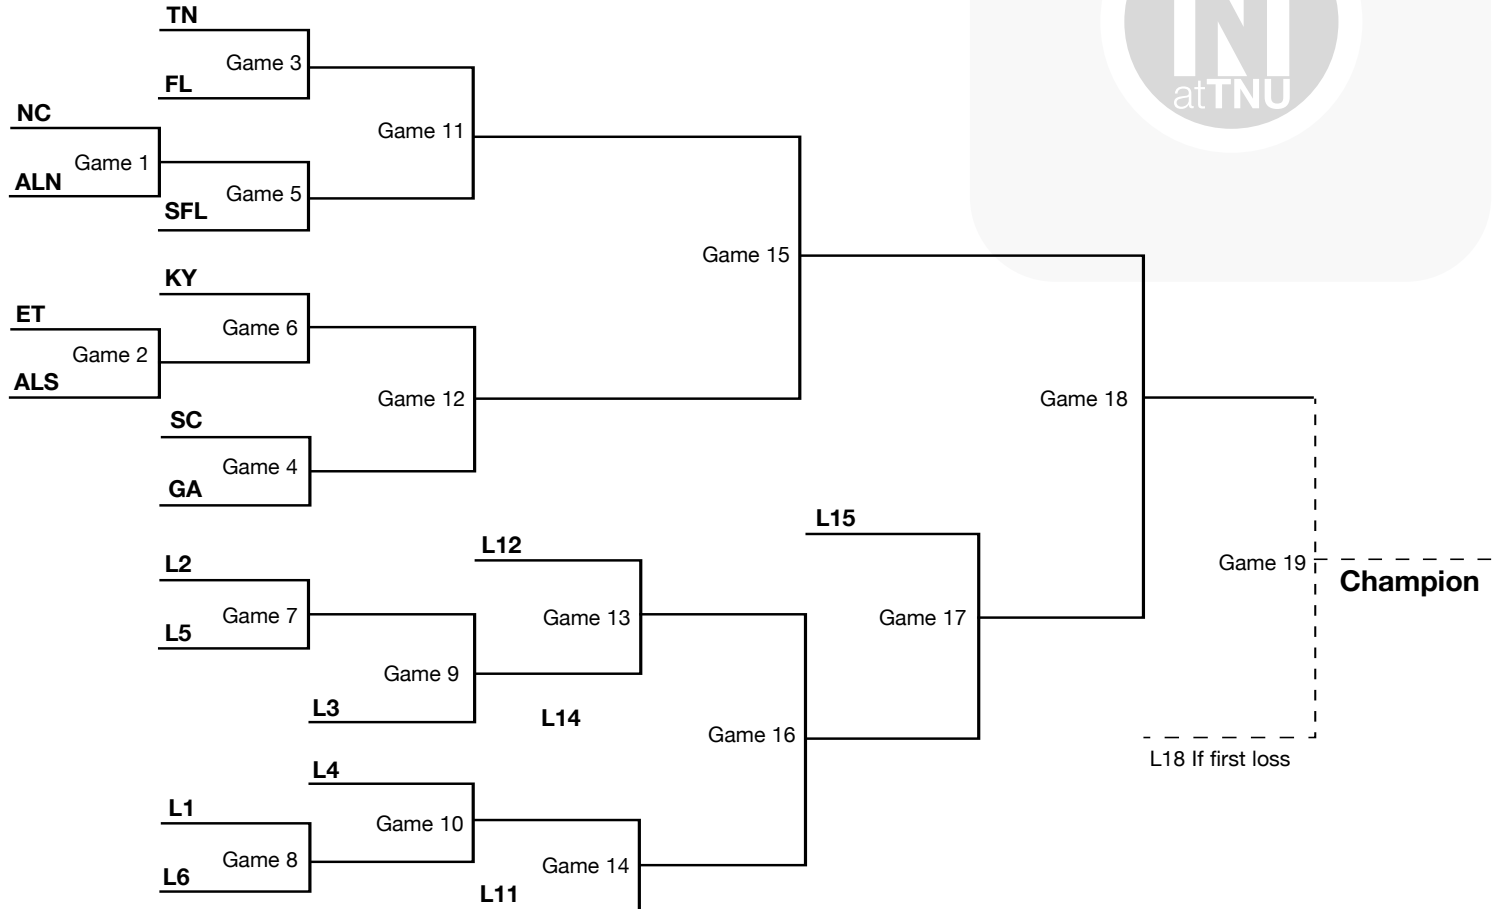 TN
Game 3
FL
NC
Game 11
Game 1
ALN
Game 5
SFL
KY
ET
Game 6
Game 2
ALS
Game 12
SC
Game 4
GA
atTNU
Game 15
Game 18
L15
L12
L2
Game 7
Game 13
Game 17
L5
Game 9
L3
L14
Game 16
L4
L1
Game 10
Game 8
Game 14
L6
L11
Game 19
Champion
L18 If first loss